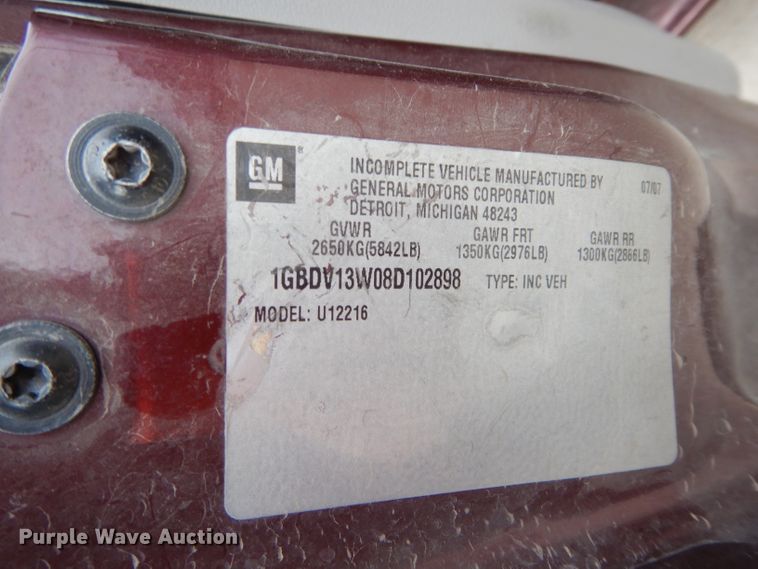 GM ®
INCOMPLETE VEHICLE MANUFACTURED BY 07/07
GENERAL MOTORS CORPORATION
DETROIT, MICHIGAN 48243
GVWR GAWR FRT GAWR RR
2650KG(5842LB) 1350KG(2976LB) 1300KG(2866LB)
1GBDV13W08D102898 TYPE: INC VEH
MODEL: U12216
Purple Wave Auction